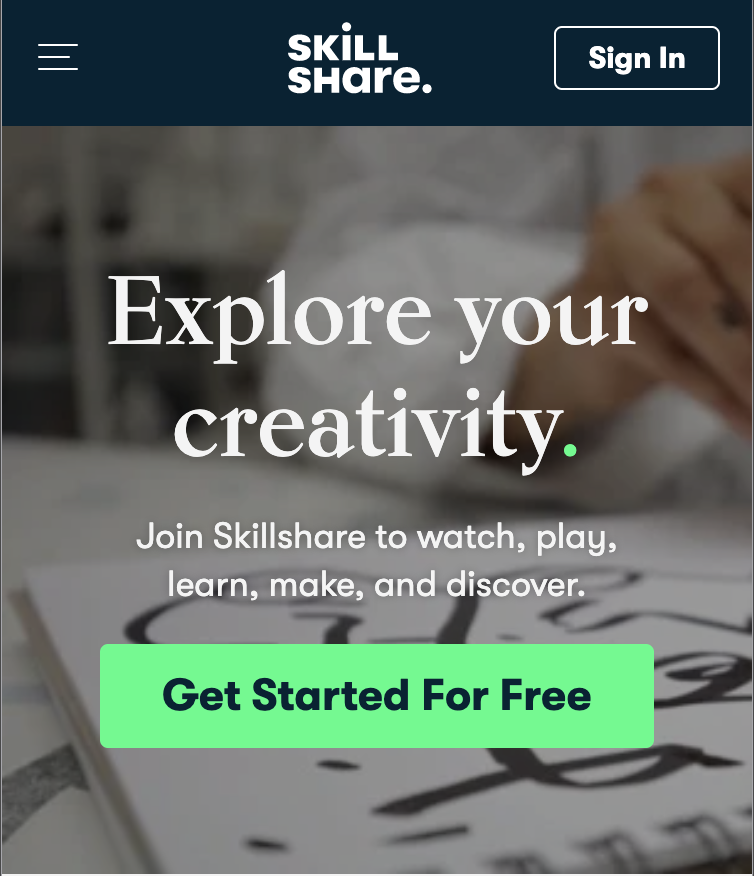 SKiLL
SHare.
Sign In
Explore your
creativity.
Join Skillshare to watch, play,
learn, make, and discover.
Get Started For Free